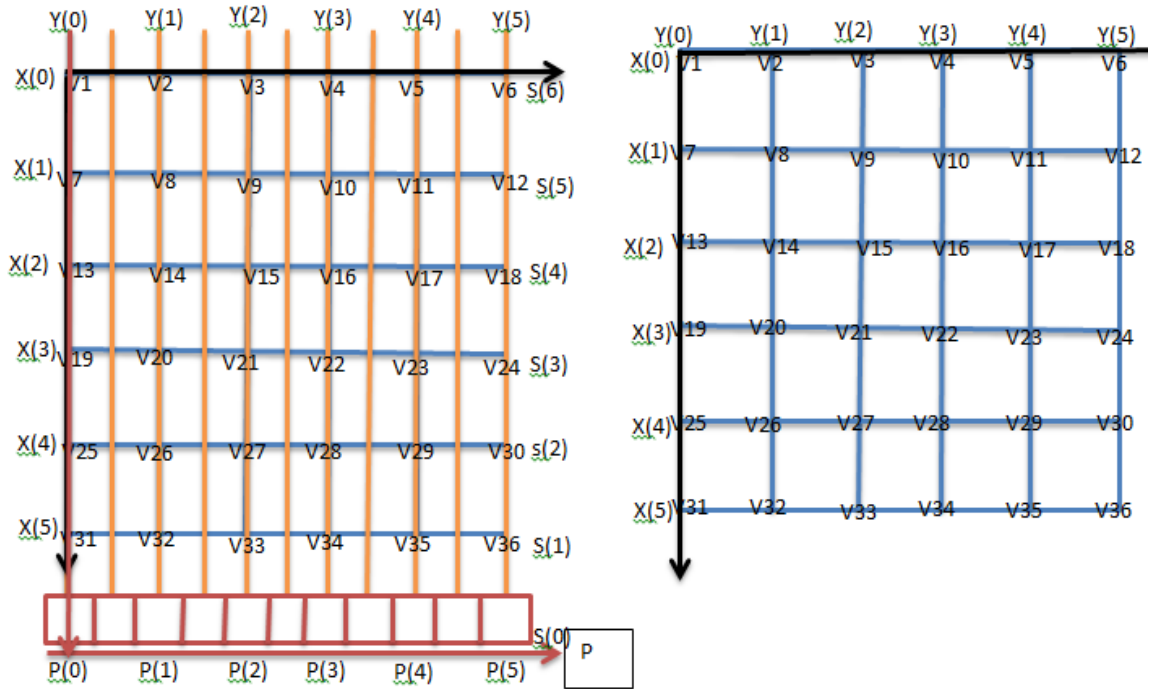 Y(0) Y(1) Y(2) Y(3) Y(4) Y(5)
X(0) V1 V2 V3 V4 V5 V6 S(6)
X(1) V7 V8 V9 V10 V11 V12 S(5)
X(2) V13 V14 V15 V16 V17 V18 S(4)
X(3) V19 V20 V21 V22 V23 V24 S(3)
X(4) V25 V26 V27 V28 V29 V30 S(2)
X(5) V31 V32 V33 V34 V35 V36 S(1)
S(0)
P(0) P(1) P(2) P(3) P(4) P(5) P
Y(0) Y(1) Y(2) Y(3) Y(4) Y(5)
X(0) V1 V2 V3 V4 V5 V6
X(1) V7 V8 V9 V10 V11 V12
X(2) V13 V14 V15 V16 V17 V18
X(3) V19 V20 V21 V22 V23 V24
X(4) V25 V26 V27 V28 V29 V30
X(5) V31 V32 V33 V34 V35 V36